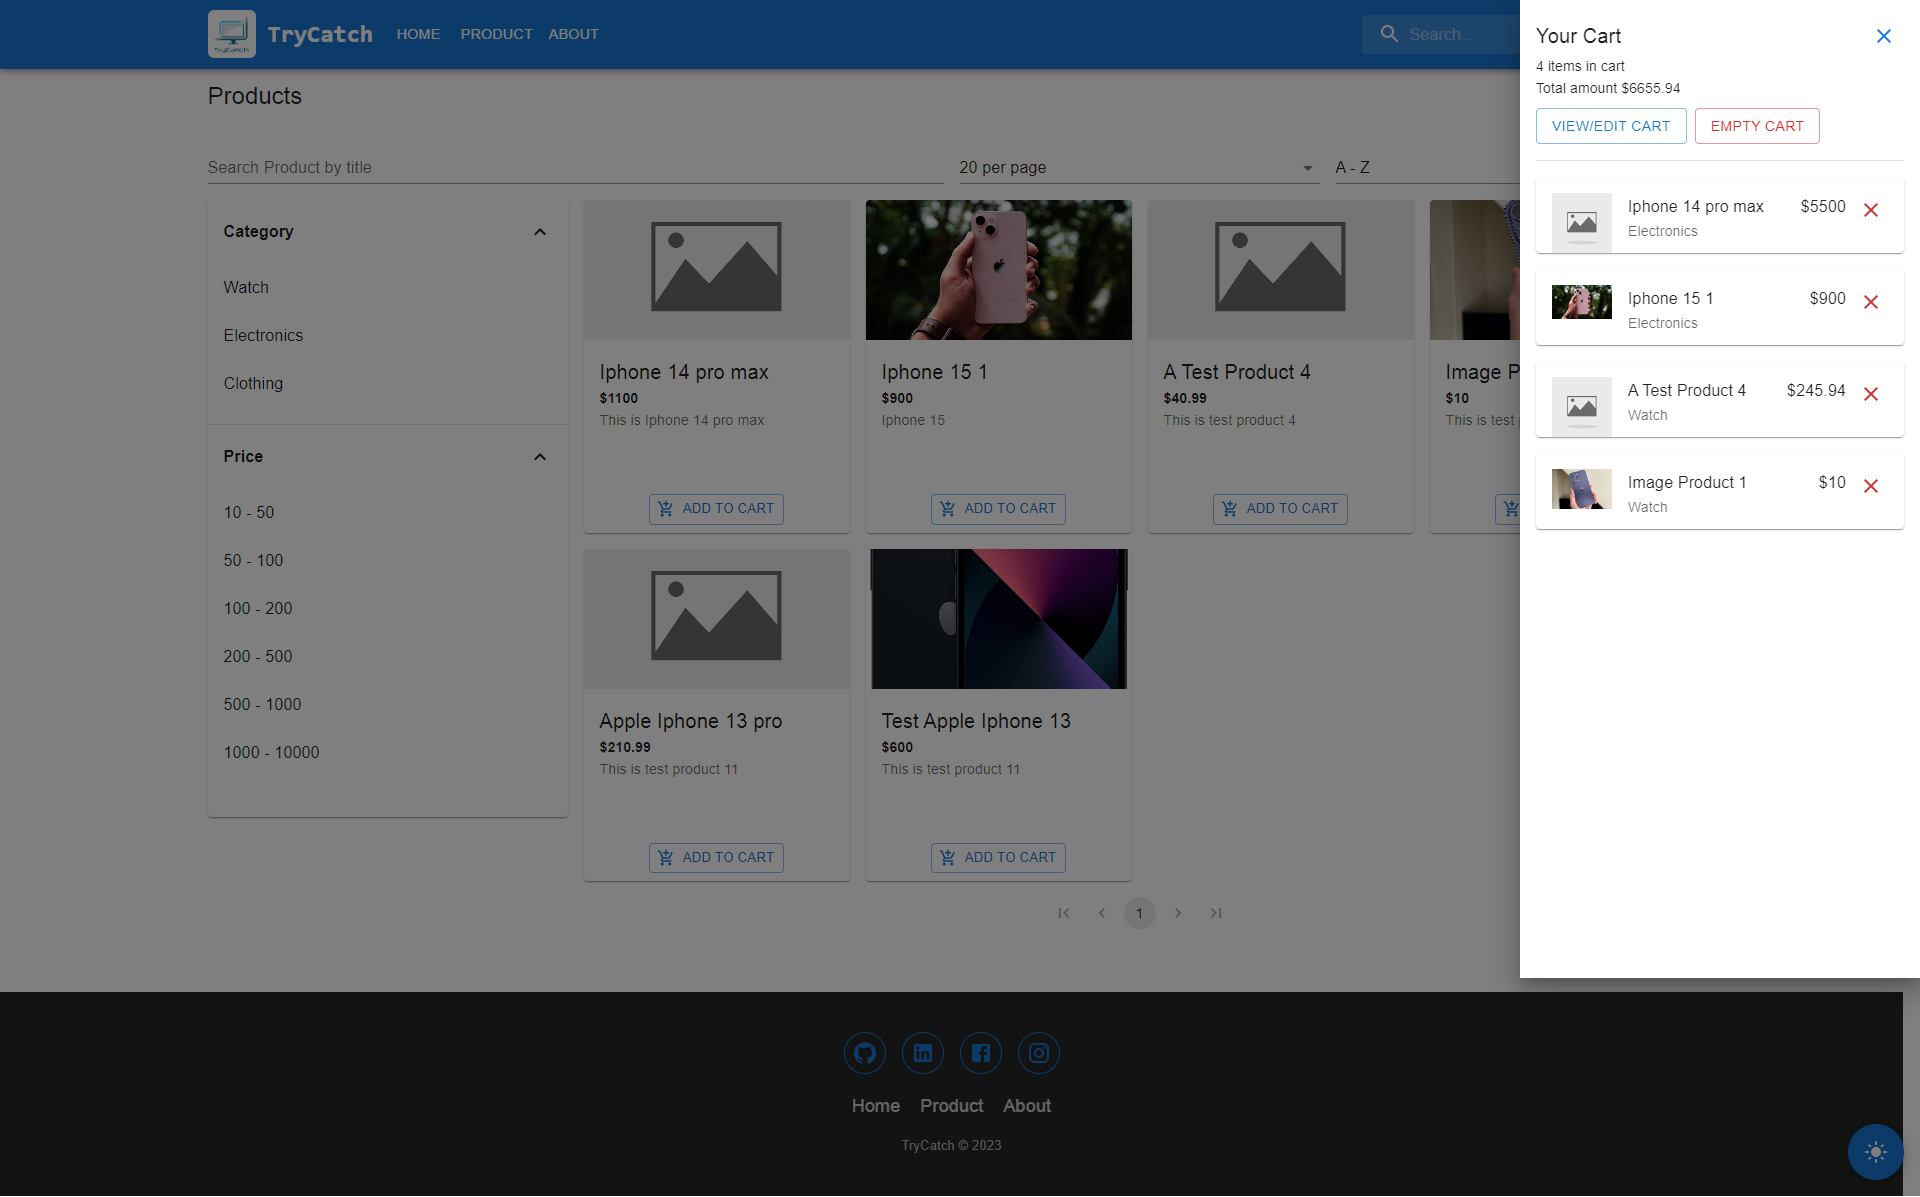 TryCatch
TryCatch
HOME
PRODUCT
ABOUT
Search...
Products
Search Product by title
20 per page
A - Z
Category
Watch
Electronics
Clothing
Price
10 - 50
50 - 100
100 - 200
200 - 500
500 - 1000
1000 - 10000
Iphone 14 pro max
$1100
This is Iphone 14 pro max
ADD TO CART
Iphone 15 1
$900
Iphone 15
ADD TO CART
A Test Product 4
$40.99
This is test product 4
ADD TO CART
Image P
$10
This is test
Apple Iphone 13 pro
$210.99
This is test product 11
ADD TO CART
Test Apple Iphone 13
$600
This is test product 11
ADD TO CART
1
Your Cart
4 items in cart
Total amount $6655.94
VIEW/EDIT CART
EMPTY CART
Iphone 14 pro max
$5500
Electronics
Iphone 15 1
$900
Electronics
A Test Product 4
$245.94
Watch
Image Product 1
$10
Watch
Home
Product
About
TryCatch © 2023